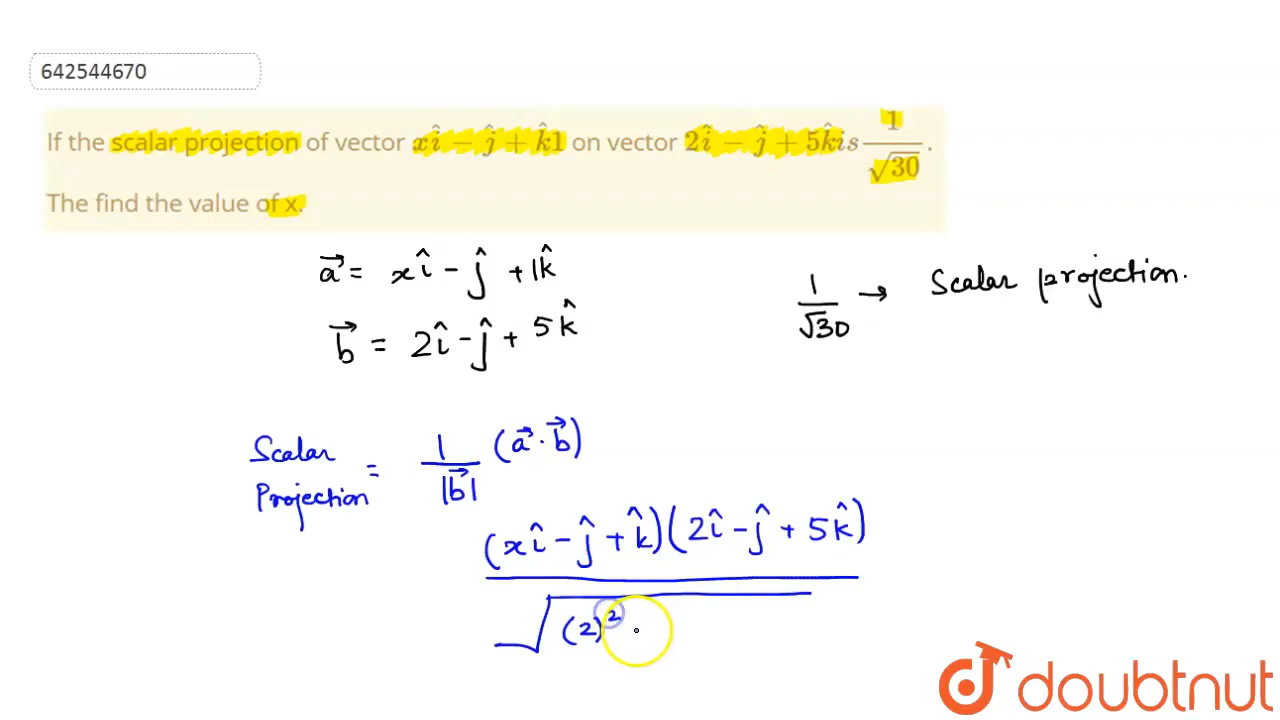 642544670
If the scalar projection of vector xî − ĵ + k̂1 on vector 2î − ĵ + 5k̂is 1/√30 .
The find the value of x.
a⃗ = xî − ĵ + 1k̂
b⃗ = 2î − ĵ + 5k̂
1/√30 → Scalar projection.
Scalar Projection = 1/|b⃗| (a⃗ · b⃗)
(xî − ĵ + k̂)(2î − ĵ + 5k̂)
√(2)²
doubtnut